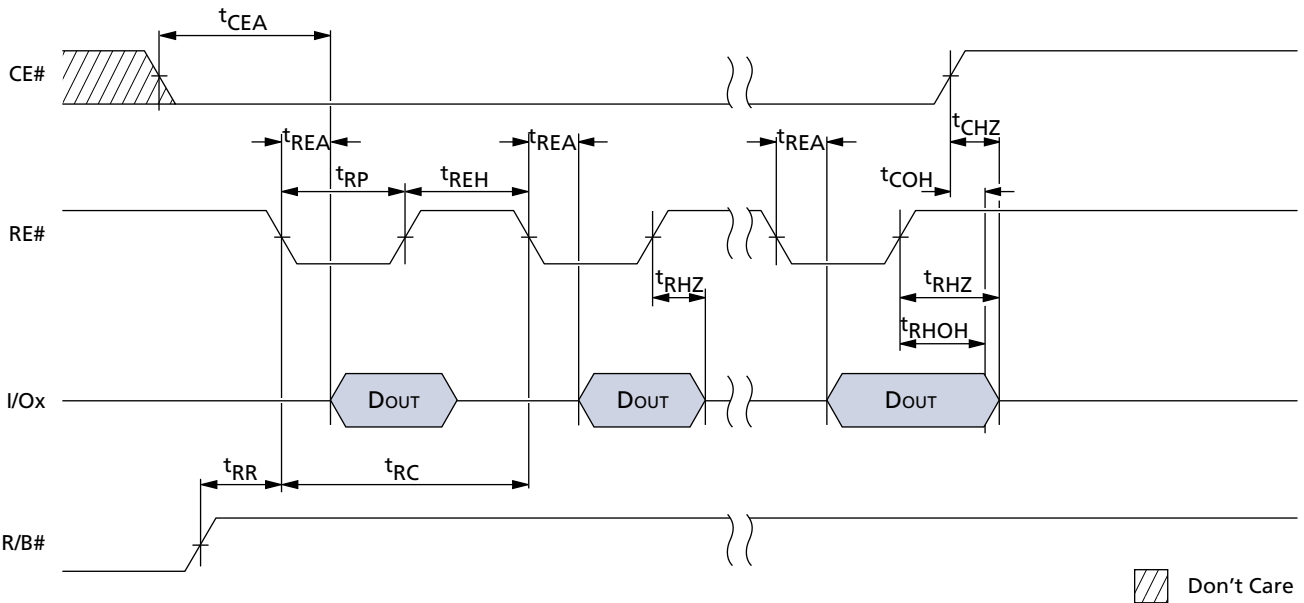 tCEA
CE#
tCHZ
tREA tREA tREA
tRP tREH tCOH
RE#
tRHZ tRHZ
tRHOH
I/Ox DOUT DOUT DOUT
tRR tRC
R/B#
Don't Care